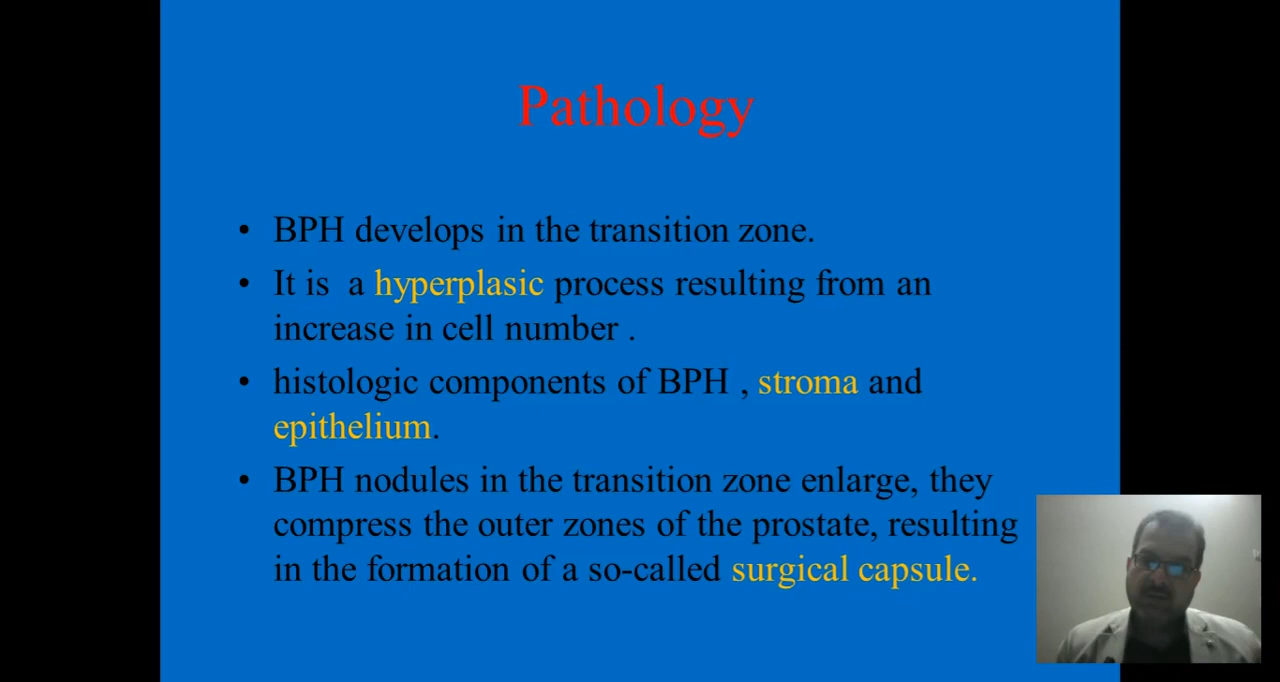 Pathology
• BPH develops in the transition zone.
• It is a hyperplasic process resulting from an
increase in cell number .
• histologic components of BPH , stroma and
epithelium.
• BPH nodules in the transition zone enlarge, they
compress the outer zones of the prostate, resulting
in the formation of a so-called surgical capsule.